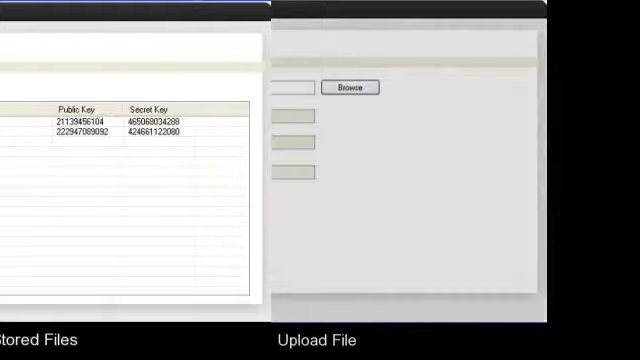 Browse
Public Key Secret Key
21139456104 465068034288
222947089092 424661122080
Stored Files
Upload File